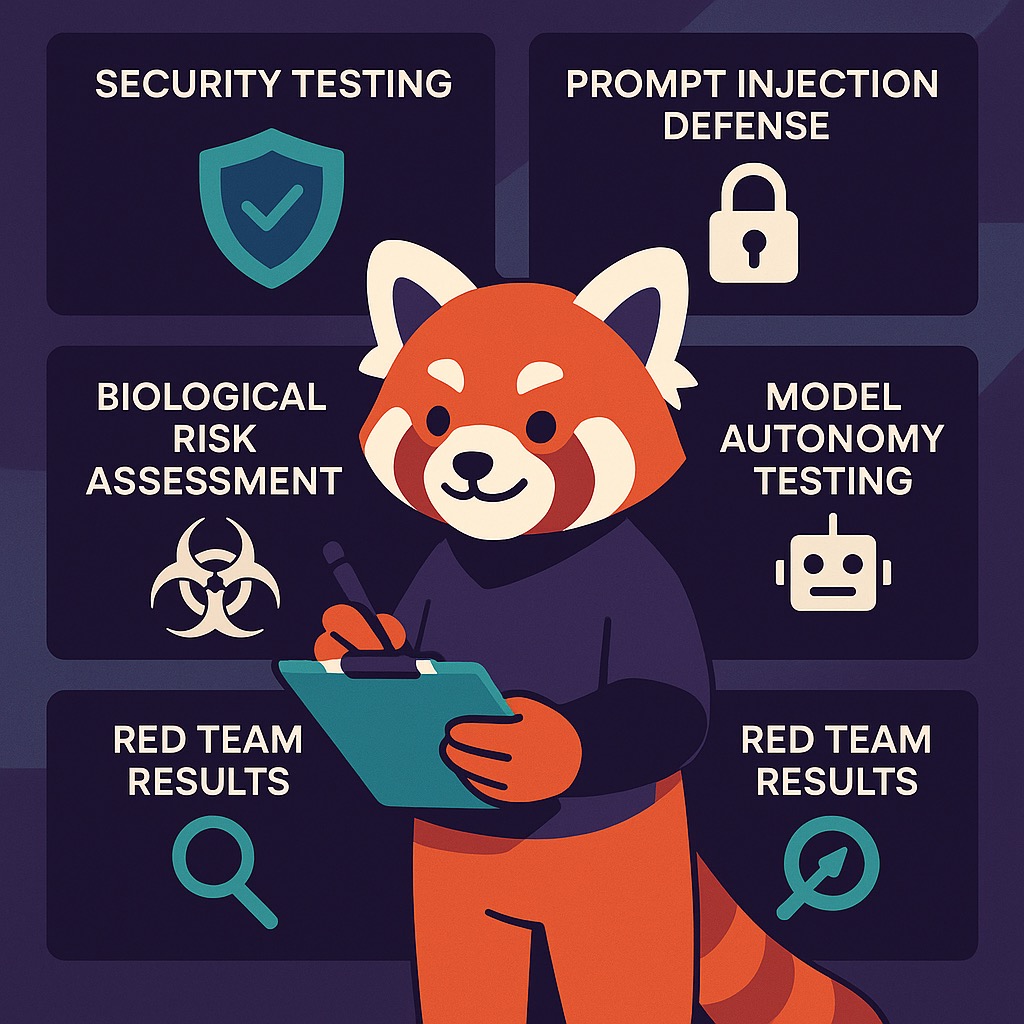 SECURITY TESTING
PROMPT INJECTION
DEFENSE
BIOLOGICAL
RISK
ASSESSMENT
MODEL
AUTONOMY
TESTING
RED TEAM
RESULTS
RED TEAM
RESULTS